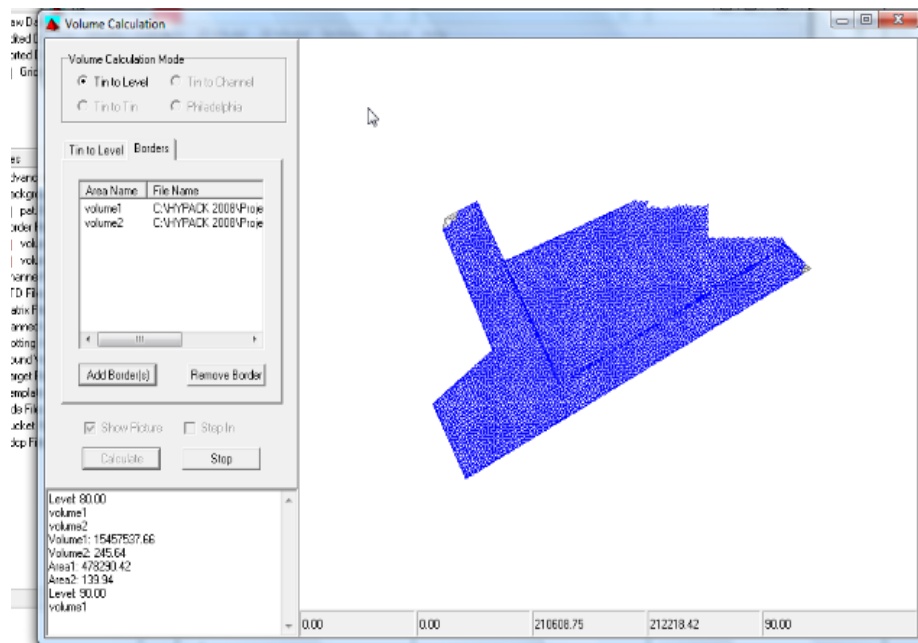 Volume Calculation
Volume Calculation Mode
Tin to Level
Tin to Channel
Tin to Tin
Philadelphia
Tin to Level
Borders
Area Name
File Name
volume1
C:\HYPACK 2008\Proje
volume2
C:\HYPACK 2008\Proje
Add Border(s)
Remove Border
Show Picture
Step In
Calculate
Stop
Level: 80.00
volume1
volume2
Volume1: 15457537.66
Volume2: 245.64
Area1: 478290.42
Area2: 139.94
Level: 90.00
volume1
0.00
0.00
210608.75
212218.42
90.00